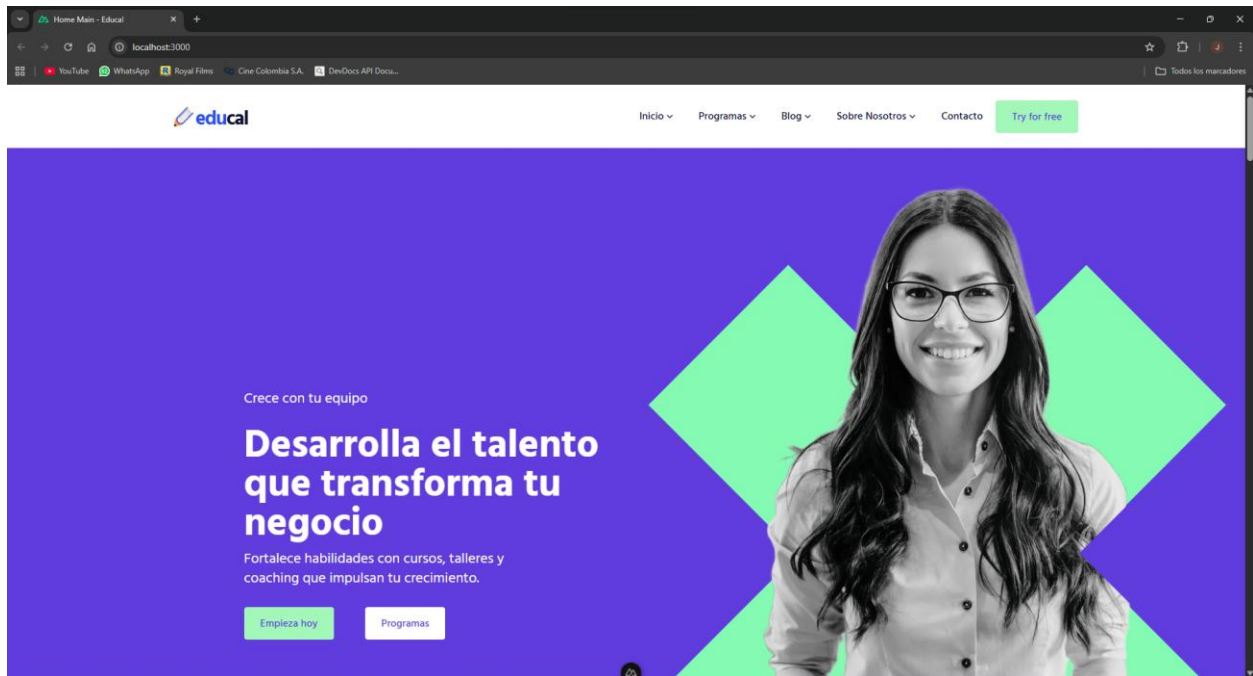 Home Main - Educal
localhost:3000
YouTube WhatsApp Royal Films Cine Colombia S.A. DevDocs API Docu... Todos los marcadores
educal Inicio Programas Blog Sobre Nosotros Contacto Try for free
Crece con tu equipo
Desarrolla el talento
que transforma tu
negocio
Fortalece habilidades con cursos, talleres y
coaching que impulsan tu crecimiento.
Empieza hoy Programas